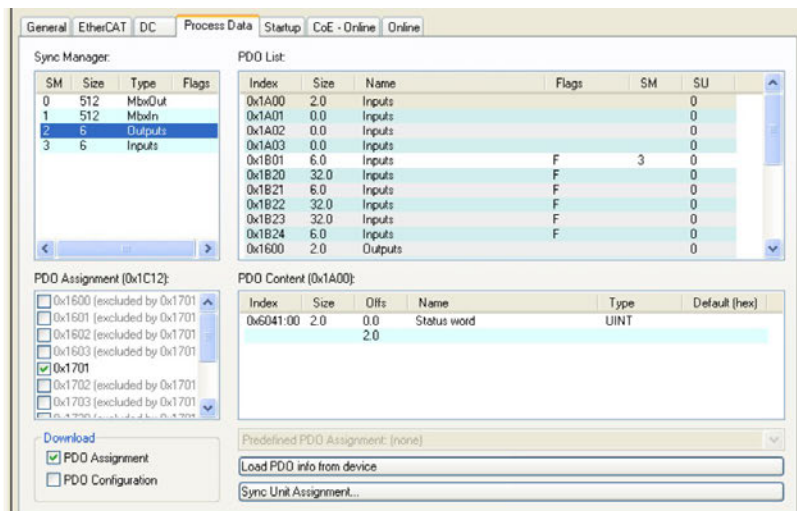 General EtherCAT DC Process Data Startup CoE - Online Online
Sync Manager:
SM Size Type Flags
0 512 MbxOut
1 512 MbxIn
2 6 Outputs
3 6 Inputs
PDO List:
Index Size Name Flags SM SU
0x1A00 2.0 Inputs 0
0x1A01 0.0 Inputs 0
0x1A02 0.0 Inputs 0
0x1A03 0.0 Inputs 0
0x1B01 6.0 Inputs F 3 0
0x1B20 32.0 Inputs F 0
0x1B21 6.0 Inputs F 0
0x1B22 32.0 Inputs F 0
0x1B23 32.0 Inputs F 0
0x1B24 6.0 Inputs F 0
0x1600 2.0 Outputs 0
PDO Assignment (0x1C12):
0x1600 (excluded by 0x1701
0x1601 (excluded by 0x1701
0x1602 (excluded by 0x1701
0x1603 (excluded by 0x1701
0x1701
0x1702 (excluded by 0x1701
0x1703 (excluded by 0x1701
PDO Content (0x1A00):
Index Size Offs Name Type Default (hex)
0x6041:00 2.0 0.0 Status word UINT
2.0
Download
PDO Assignment
PDO Configuration
Predefined PDO Assignment: (none)
Load PDO info from device
Sync Unit Assignment...